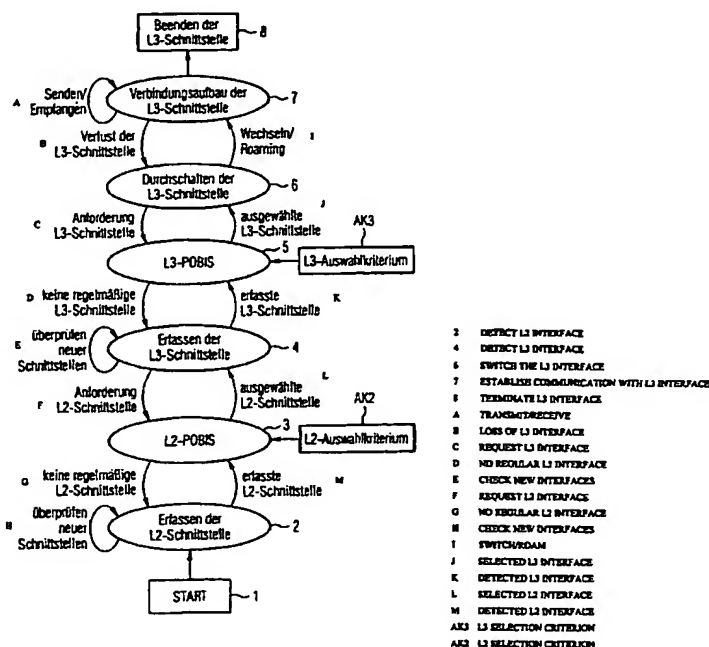 Beenden der
L3-Schnittstelle
8
A
Senden/
Empfangen
Verbindungsaufbau der
L3-Schnittstelle
7
B
Verlust der
L3-Schnittstelle
Wechseln/
Roaming
I
Durchschalten der
L3-Schnittstelle
6
C
Anforderung
L3-Schnittstelle
ausgewählte
L3-Schnittstelle
J
5
AK3
L3-POBIS
L3-Auswahlkriterium
D
keine regelmäßige
L3-Schnittstelle
erfasste
L3-Schnittstelle
K
E
überprüfen
neuer
Schnittstellen
Erfassen der
L3-Schnittstelle
4
F
Anforderung
L2-Schnittstelle
ausgewählte
L2-Schnittstelle
L
3
AK2
L2-POBIS
L2-Auswahlkriterium
G
keine regelmäßige
L2-Schnittstelle
erfasste
L2-Schnittstelle
M
H
überprüfen
neuer
Schnittstellen
Erfassen der
L2-Schnittstelle
2
START
1
2 DETECT L2 INTERFACE
4 DETECT L3 INTERFACE
6 SWITCH THE L3 INTERFACE
7 ESTABLISH COMMUNICATION WITH L3 INTERFACE
8 TERMINATE L3 INTERFACE
A TRANSMIT/RECEIVE
B LOSS OF L3 INTERFACE
C REQUEST L3 INTERFACE
D NO REGULAR L3 INTERFACE
E CHECK NEW INTERFACES
F REQUEST L2 INTERFACE
G NO REGULAR L2 INTERFACE
H CHECK NEW INTERFACES
I SWITCH/ROAM
J SELECTED L3 INTERFACE
K DETECTED L3 INTERFACE
L SELECTED L2 INTERFACE
M DETECTED L2 INTERFACE
AK3 L3 SELECTION CRITERION
AK2 L2 SELECTION CRITERION